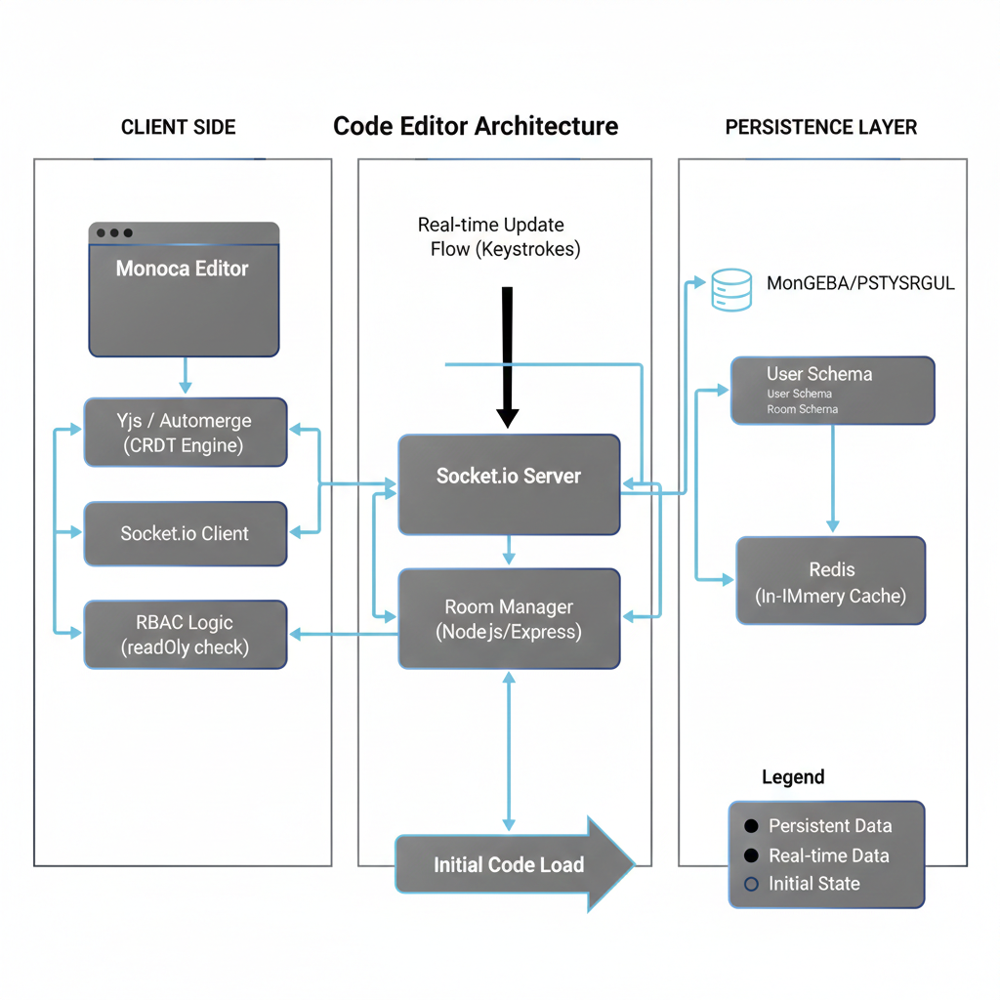 CLIENT SIDE
Code Editor Architecture
PERSISTENCE LAYER
Monoca Editor
Yjs / Automerge
(CRDT Engine)
Socket.io Client
RBAC Logic
(readOly check)
Real-time Update
Flow (Keystrokes)
Socket.io Server
Room Manager
(Nodejs/Express)
Initial Code Load
MonGEBA/PSTYSRGUL
User Schema
User Schema
Room Schema
Redis
(In-IMmery Cache)
Legend
Persistent Data
Real-time Data
Initial State